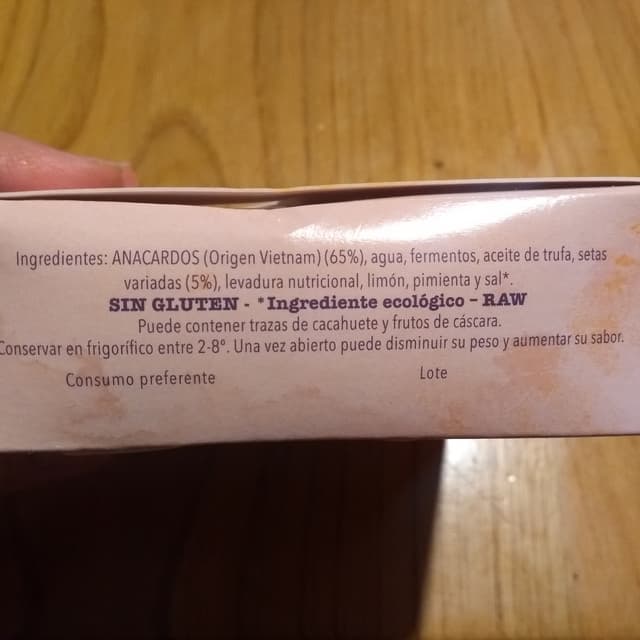 Ingredientes: ANACARDOS (Origen Vietnam) (65%), agua, fermentos, aceite de trufa, setas
variadas (5%), levadura nutricional, limón, pimienta y sal*.
SIN GLUTEN - *Ingrediente ecológico - RAW
Puede contener trazas de cacahuete y frutos de cáscara.
Conservar en frigorífico entre 2-8º. Una vez abierto puede disminuir su peso y aumentar su sabor.
Consumo preferente Lote